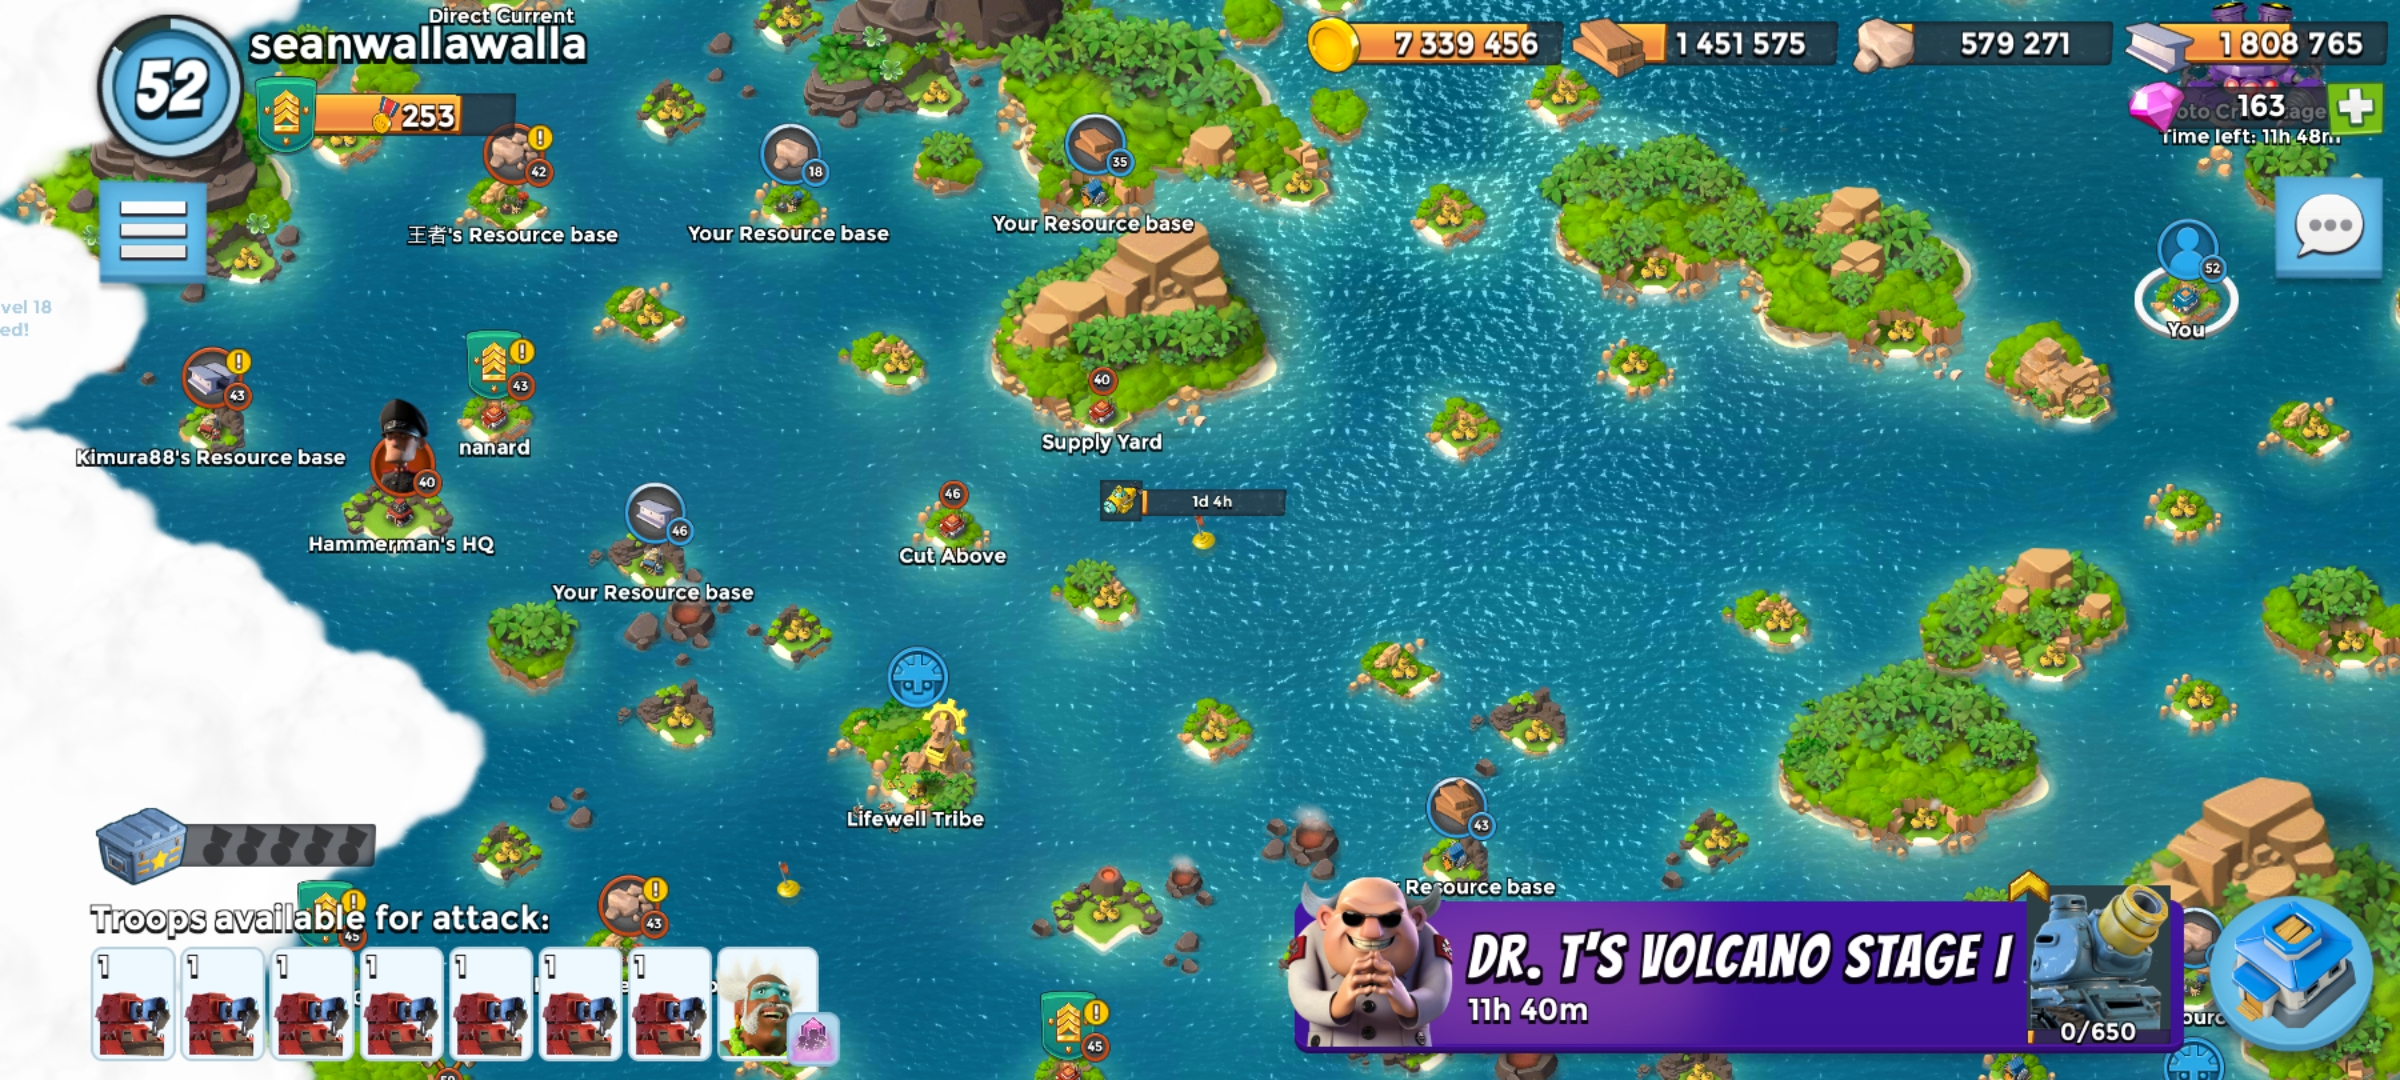 Direct Current
seanwallawalla
52
253
7 339 456
1 451 575
579 271
1 808 765
163
Time left: 11h 48m
42
王者's Resource base
18
Your Resource base
35
Your Resource base
52
You
vel 18
ed!
43
Kimura88's Resource base
43
nanard
40
Hammerman's HQ
40
Supply Yard
46
Your Resource base
46
Cut Above
1d 4h
Lifewell Tribe
43
Resource base
45
43
Troops available for attack:
1
1
1
1
1
1
1
45
DR. T'S VOLCANO STAGE I
11h 40m
0/650